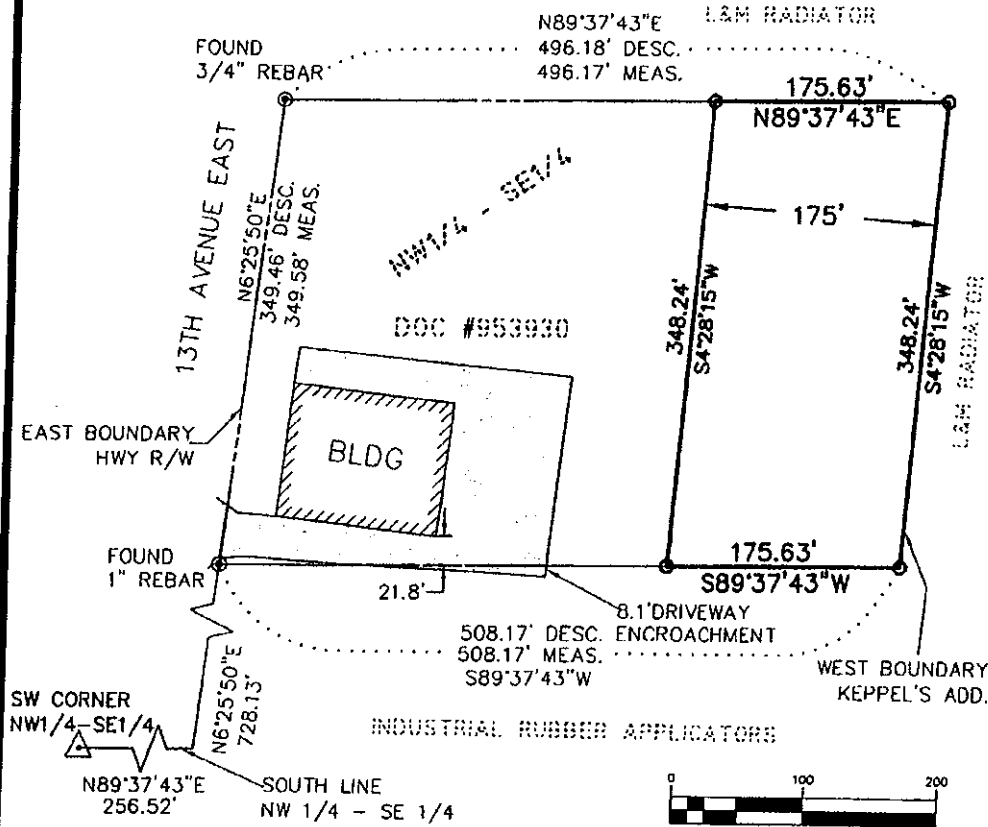 L&M RADIATOR
N89°37'43"E
496.18' DESC.
496.17' MEAS.
FOUND
3/4" REBAR
175.63'
N89°37'43"E
13TH AVENUE EAST
N6°25'50"E
349.46' DESC.
349.58' MEAS.
NW1/4 - SE1/4
175'
DOC #953930
348.24'
S4°28'15"W
348.24'
S4°28'15"W
L&M RADIATOR
EAST BOUNDARY
HWY R/W
BLDG
FOUND
1" REBAR
175.63'
S89°37'43"W
21.8'
8.1'DRIVEWAY
ENCROACHMENT
508.17' DESC.
508.17' MEAS.
S89°37'43"W
WEST BOUNDARY
KEPPEL'S ADD.
N6°25'50"E
728.13'
SW CORNER
NW1/4-SE1/4
INDUSTRIAL RUBBER APPLICATORS
N89°37'43"E
256.52'
SOUTH LINE
NW 1/4 - SE 1/4
0 100 200